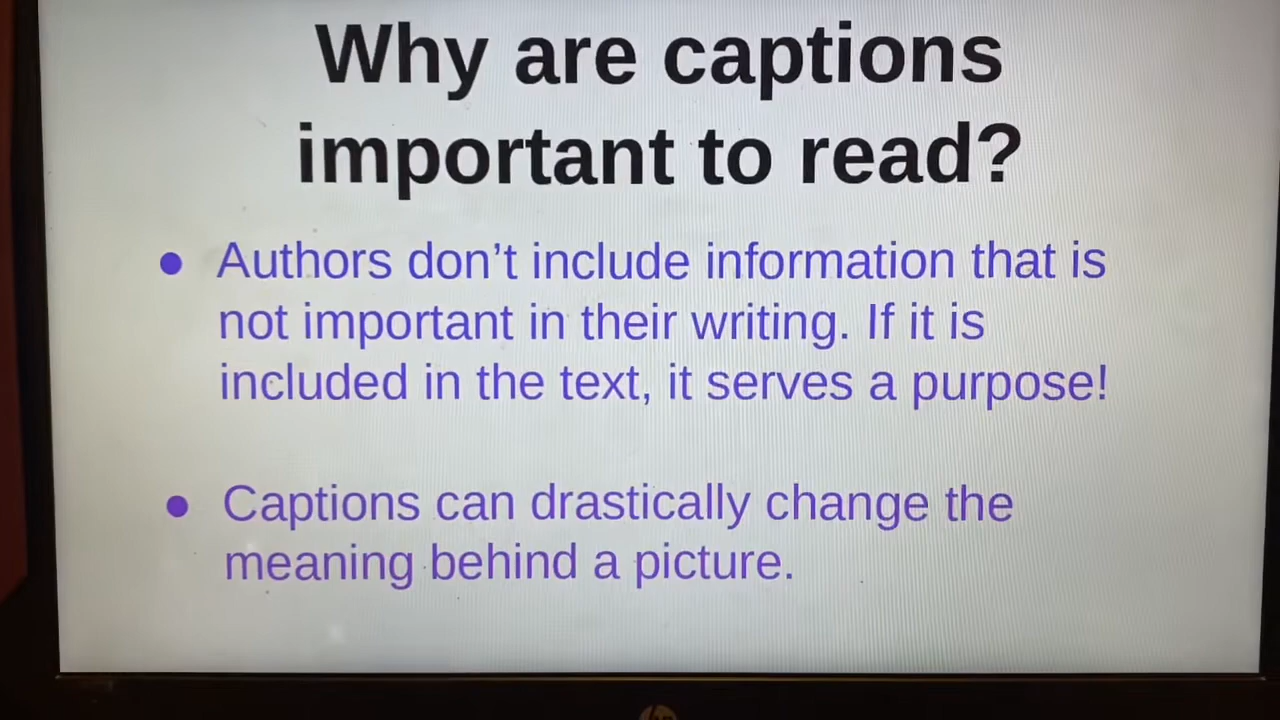 Why are captions
important to read?
● Authors don’t include information that is
not important in their writing. If it is
included in the text, it serves a purpose!
● Captions can drastically change the
meaning behind a picture.